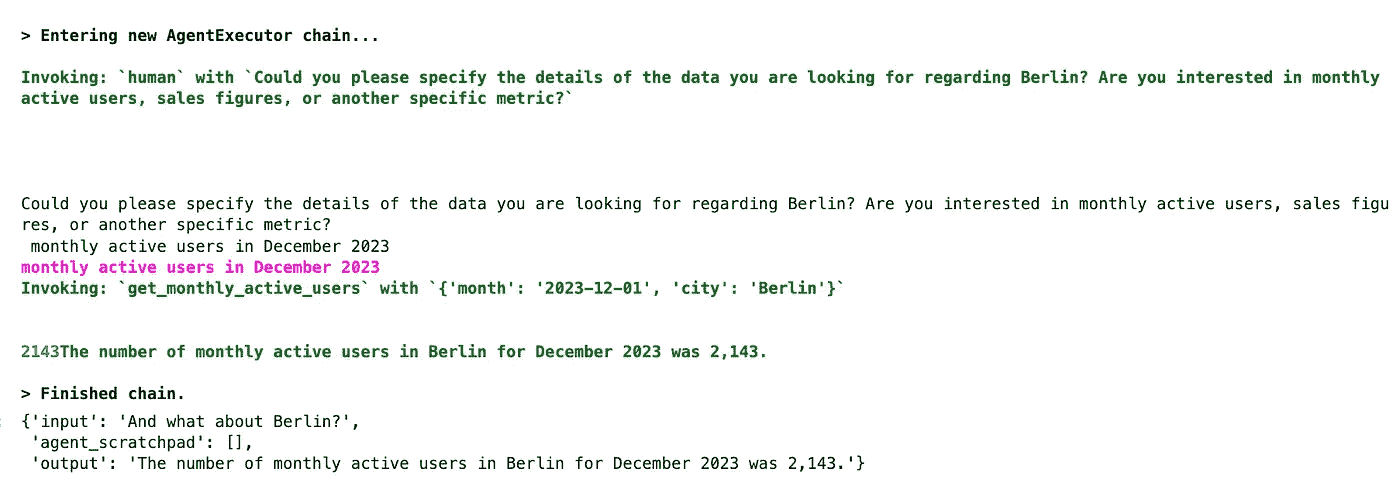 > Entering new AgentExecutor chain...
Invoking: `human` with `Could you please specify the details of the data you are looking for regarding Berlin? Are you interested in monthly
active users, sales figures, or another specific metric?`
Could you please specify the details of the data you are looking for regarding Berlin? Are you interested in monthly active users, sales figu
res, or another specific metric?
monthly active users in December 2023
monthly active users in December 2023
Invoking: `get_monthly_active_users` with `{'month': '2023-12-01', 'city': 'Berlin'}`
2143The number of monthly active users in Berlin for December 2023 was 2,143.
> Finished chain.
{'input': 'And what about Berlin?',
'agent_scratchpad': [],
'output': 'The number of monthly active users in Berlin for December 2023 was 2,143.'}